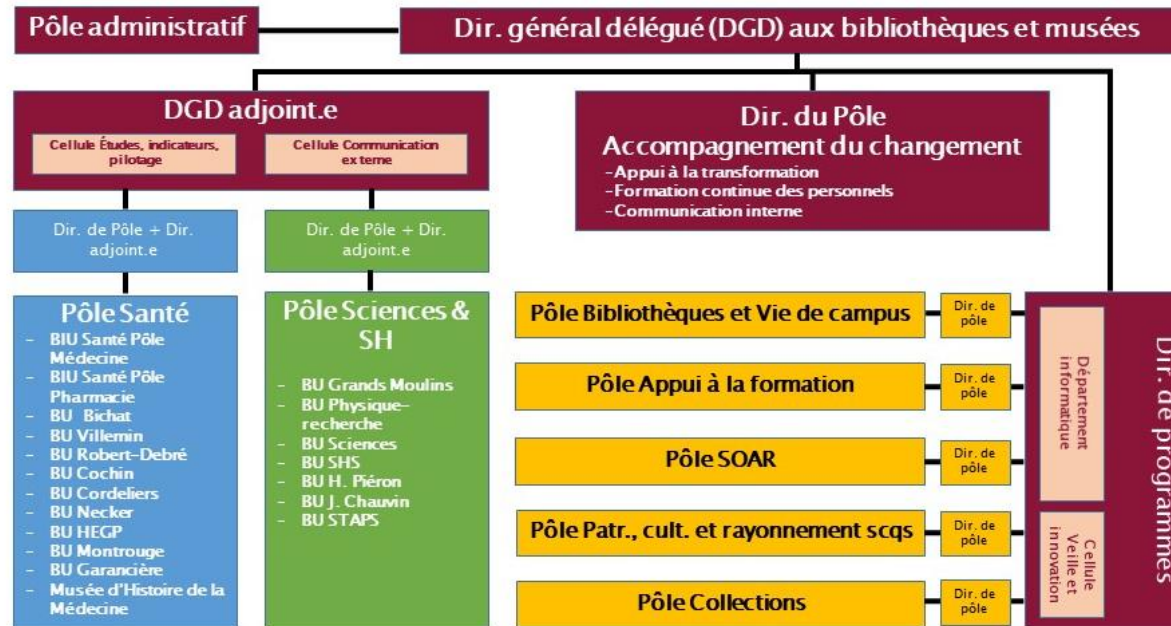 Pôle administratif
Dir. général délégué (DGD) aux bibliothèques et musées
DGD adjoint.e
Cellule Études, indicateurs,
pilotage
Cellule Communication
externe
Dir. du Pôle
Accompagnement du changement
-Appui à la transformation
-Formation continue des personnels
-Communication interne
Dir. de Pôle + Dir.
adjoint.e
Dir. de Pôle + Dir.
adjoint.e
Pôle Santé
- BIU Santé Pôle
Médecine
- BIU Santé Pôle
Pharmacie
- BU Bichat
- BU Villemin
- BU Robert-Debré
- BU Cochin
- BU Cordeliers
- BU Necker
- BU HEGP
- BU Montrouge
- BU Garancière
- Musée d'Histoire de la
Médecine
Pôle Sciences &
SH
- BU Grands Moulins
- BU Physique-
recherche
- BU Sciences
- BU SHS
- BU H. Piéron
- BU J. Chauvin
- BU STAPS
Pôle Bibliothèques et Vie de campus
Dir. de
pôle
Pôle Appui à la formation
Dir. de
pôle
Pôle SOAR
Dir. de
pôle
Pôle Patr., cult. et rayonnement scqs
Dir. de
pôle
Pôle Collections
Dir. de
pôle
Département
informatique
Cellule
Veille et
innovation
Dir. de programmes